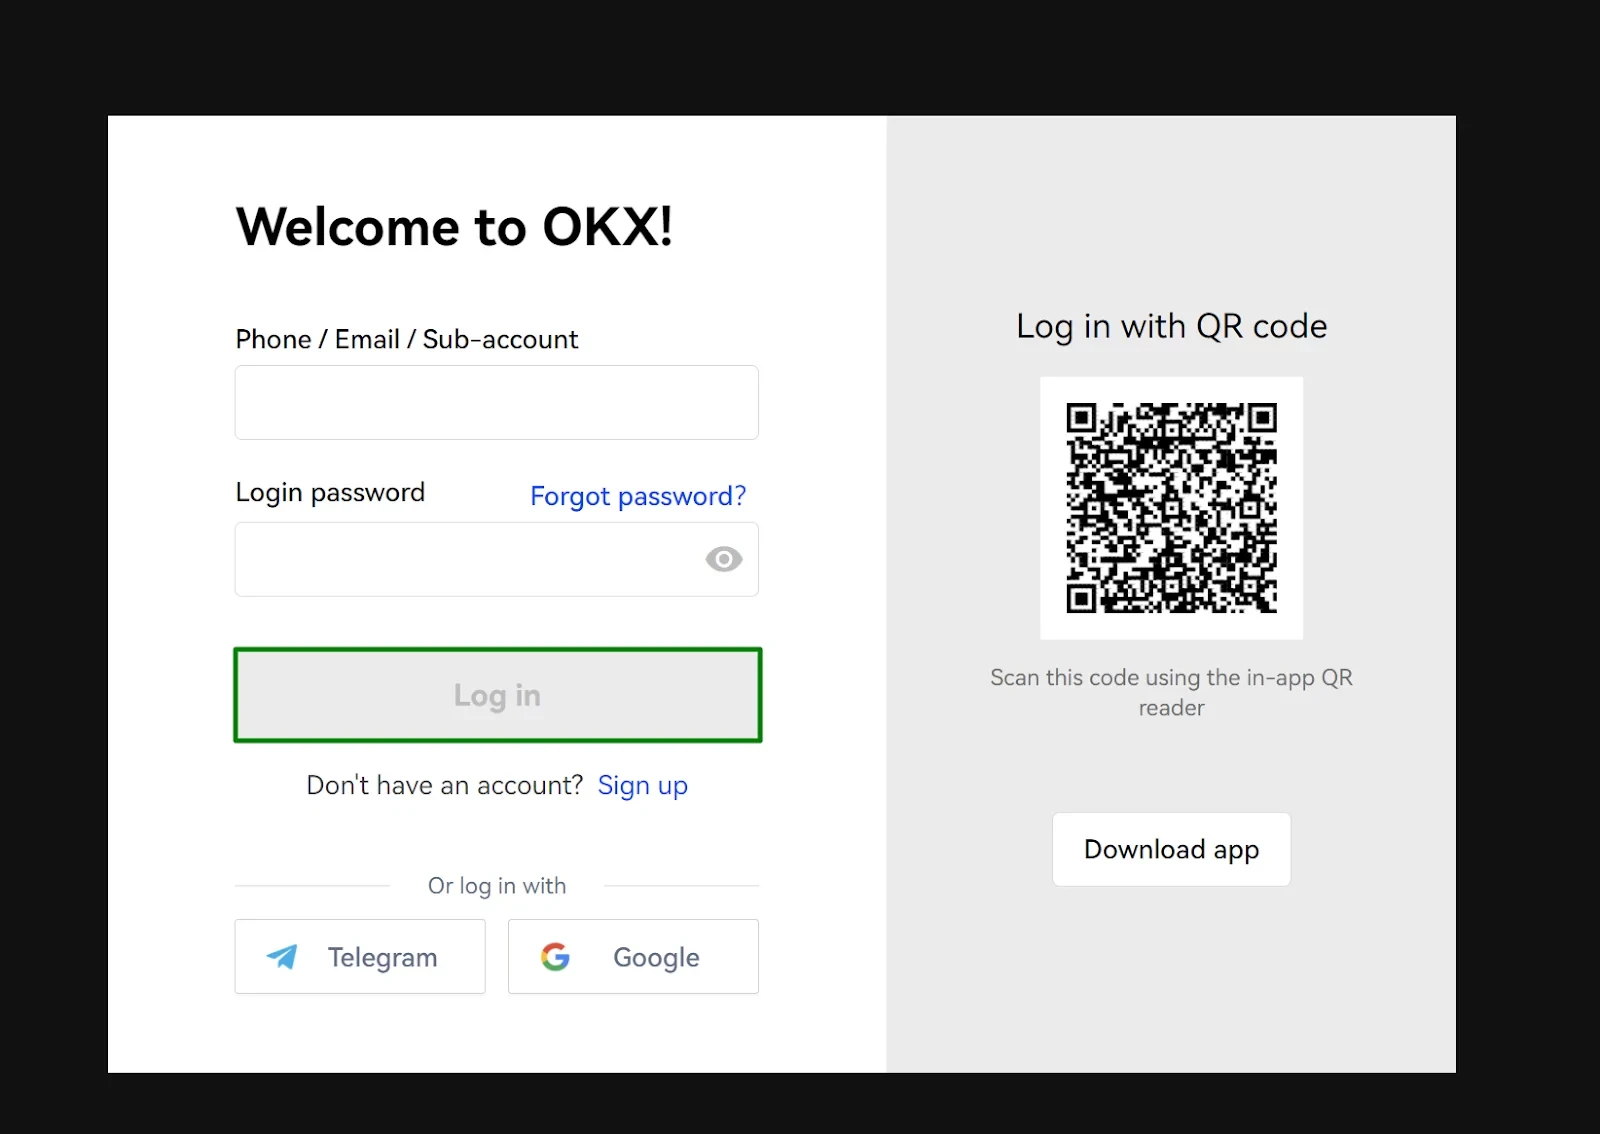 Welcome to OKX!
Phone / Email / Sub-account
Login password
Forgot password?
Log in
Don't have an account? Sign up
Or log in with
Telegram
Google
Log in with QR code
Scan this code using the in-app QR
reader
Download app